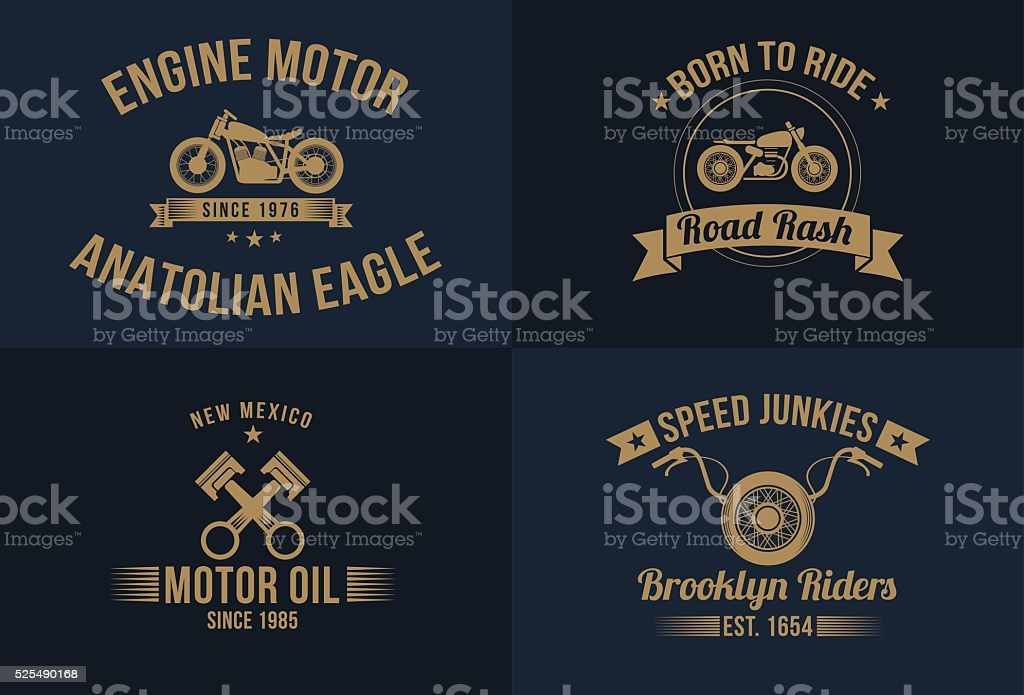 ENGINE MOTOR
SINCE 1976
ANATOLIAN EAGLE
BORN TO RIDE
Road Rash
NEW MEXICO
MOTOR OIL
SINCE 1985
SPEED JUNKIES
Brooklyn Riders
EST. 1654
iStock
by Getty Images™
525490168